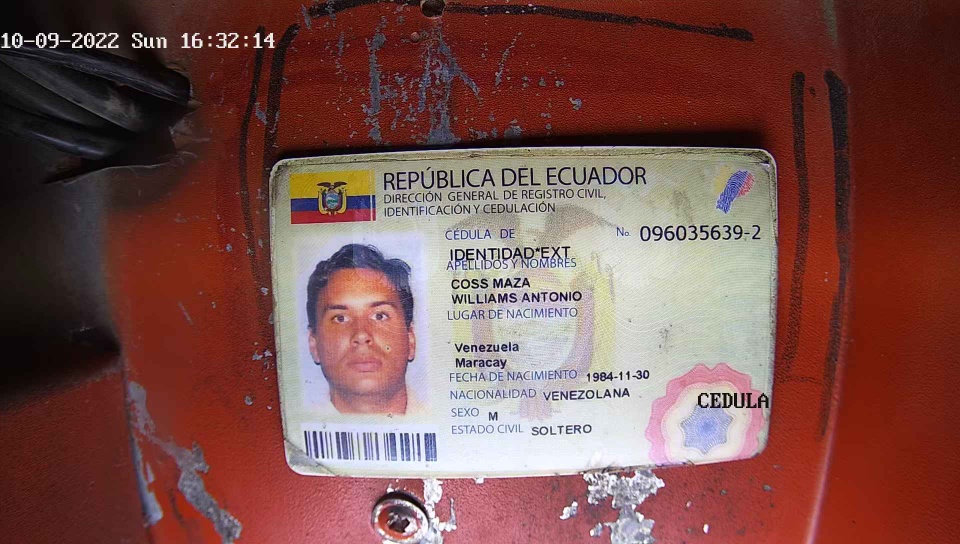 10-09-2022 Sun 16:32:14
REPÚBLICA DEL ECUADOR
DIRECCIÓN GENERAL DE REGISTRO CIVIL,
IDENTIFICACIÓN Y CEDULACIÓN
CÉDULA DE No. 096035639-2
IDENTIDAD*EXT
APELLIDOS Y NOMBRES
COSS MAZA
WILLIAMS ANTONIO
LUGAR DE NACIMIENTO
Venezuela
Maracay
FECHA DE NACIMIENTO 1984-11-30
NACIONALIDAD VENEZOLANA
CEDULA
SEXO M
ESTADO CIVIL SOLTERO